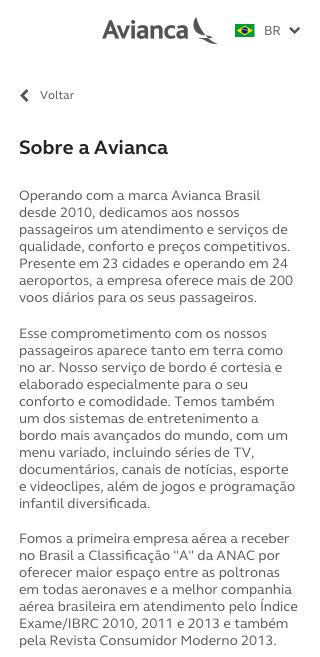 Avianca
BR
Voltar
Sobre a Avianca
Operando com a marca Avianca Brasil
desde 2010, dedicamos aos nossos
passageiros um atendimento e serviços de
qualidade, conforto e preços competitivos.
Presente em 23 cidades e operando em 24
aeroportos, a empresa oferece mais de 200
voos diários para os seus passageiros.
Esse comprometimento com os nossos
passageiros aparece tanto em terra como
no ar. Nosso serviço de bordo é cortesia e
elaborado especialmente para o seu
conforto e comodidade. Temos também
um dos sistemas de entretenimento a
bordo mais avançados do mundo, com um
menu variado, incluindo séries de TV,
documentários, canais de notícias, esporte
e videoclipes, além de jogos e programação
infantil diversificada.
Fomos a primeira empresa aérea a receber
no Brasil a Classificação "A" da ANAC por
oferecer maior espaço entre as poltronas
em todas aeronaves e a melhor companhia
aérea brasileira em atendimento pelo Índice
Exame/IBRC 2010, 2011 e 2013 e também
pela Revista Consumidor Moderno 2013.